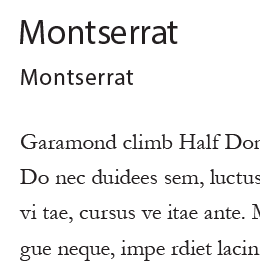 Montserrat
Montserrat
Garamond climb Half Dor
Do nec duidees sem, luctus
vi tae, cursus ve itae ante.
gue neque, impe rdiet lacin